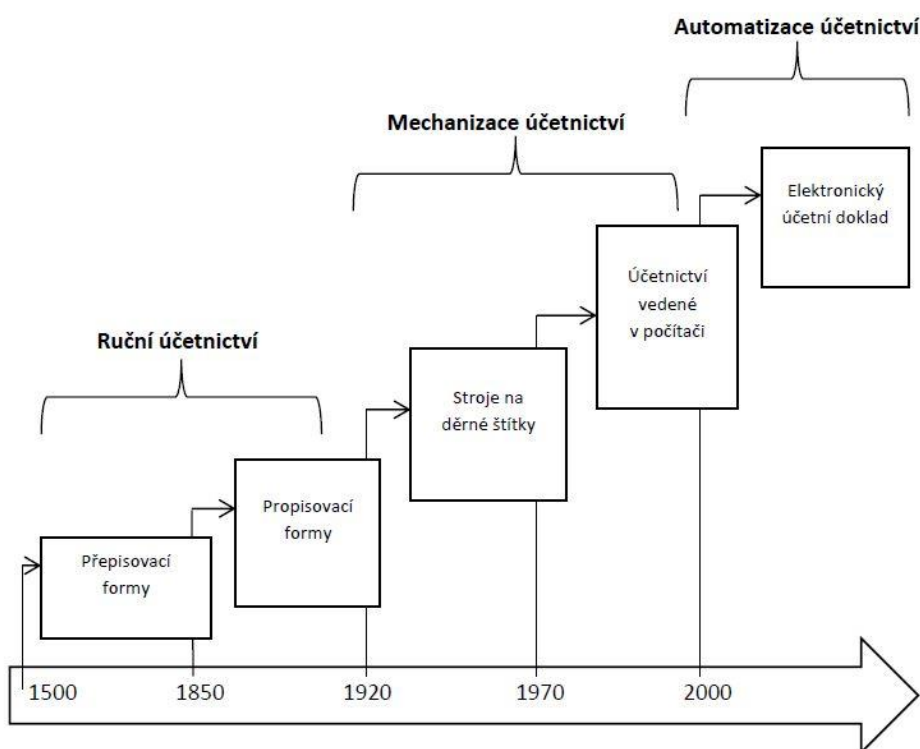 Automatizace účetnictví
Mechanizace účetnictví
Elektronický
účetní doklad
Účetnictví
vedené
v počítači
Ruční účetnictví
Stroje na
děrné štítky
Propisovací
formy
Přepisovací
formy
1500
1850
1920
1970
2000